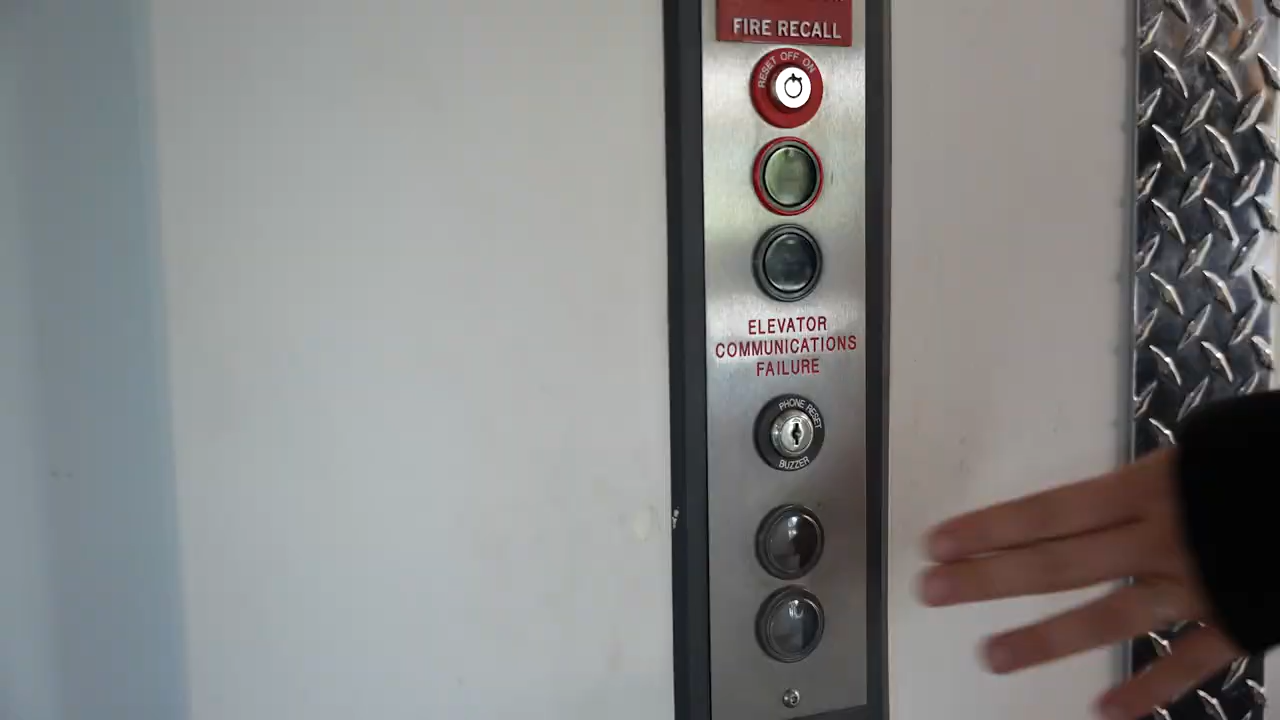 FIRE RECALL
RESET OFF ON
ELEVATOR
COMMUNICATIONS
FAILURE
PHONE RESET
BUZZER